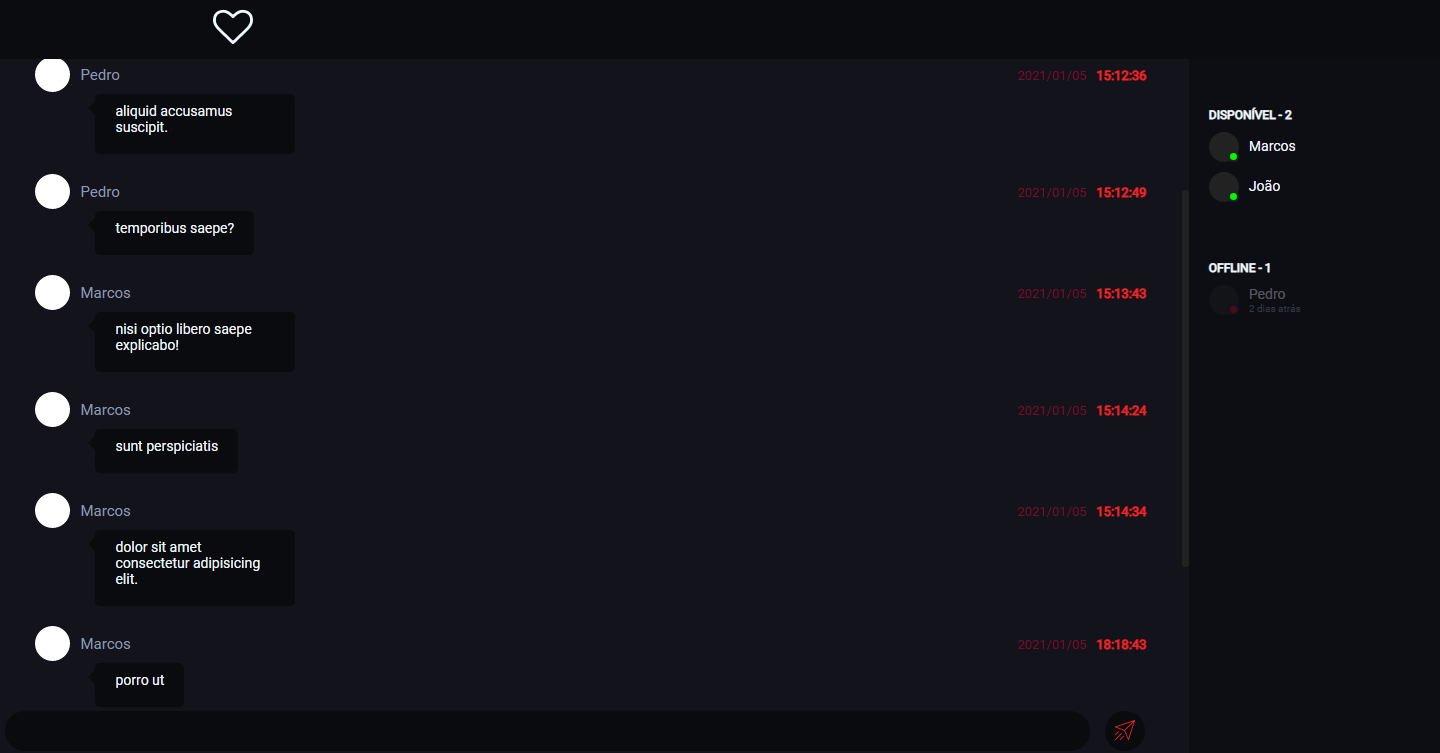 Pedro 2021/01/05 15:12:36
aliquid accusamus
suscipit.
Pedro 2021/01/05 15:12:49
temporibus saepe?
Marcos 2021/01/05 15:13:43
nisi optio libero saepe
explicabo!
Marcos 2021/01/05 15:14:24
sunt perspiciatis
Marcos 2021/01/05 15:14:34
dolor sit amet
consectetur adipisicing
elit.
Marcos 2021/01/05 18:18:43
porro ut
DISPONÍVEL - 2
Marcos
João
OFFLINE - 1
Pedro
2 dias atrás